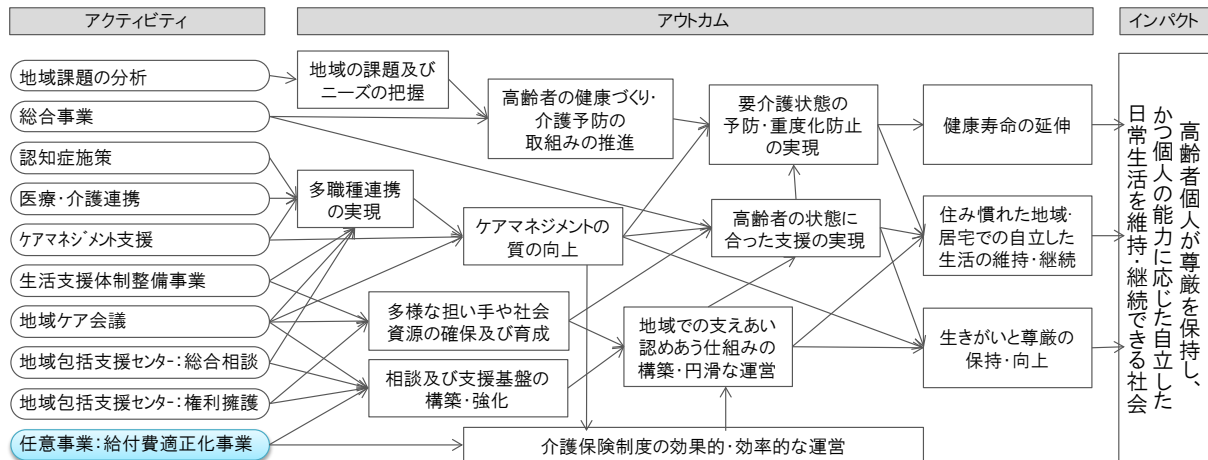 アクティビティ
アウトカム
インパクト
地域課題の分析
総合事業
認知症施策
医療・介護連携
ケアマネジメント支援
生活支援体制整備事業
地域ケア会議
地域包括支援センター：総合相談
地域包括支援センター：権利擁護
任意事業：給付費適正化事業
地域の課題及び
ニーズの把握
多職種連携
の実現
高齢者の健康づくり・
介護予防の
取組みの推進
ケアマネジメントの
質の向上
多様な担い手や社会
資源の確保及び育成
相談及び支援基盤の
構築・強化
要介護状態の
予防・重度化防止
の実現
高齢者の状態に
合った支援の実現
地域での支えあい
認めあう仕組みの
構築・円滑な運営
介護保険制度の効果的・効率的な運営
健康寿命の延伸
住み慣れた地域・
居宅での自立した
生活の維持・継続
生きがいと尊厳の
保持・向上
高齢者個人が尊厳を保持し、
かつ個人の能力に応じた自立した
日常生活を維持・継続できる社会